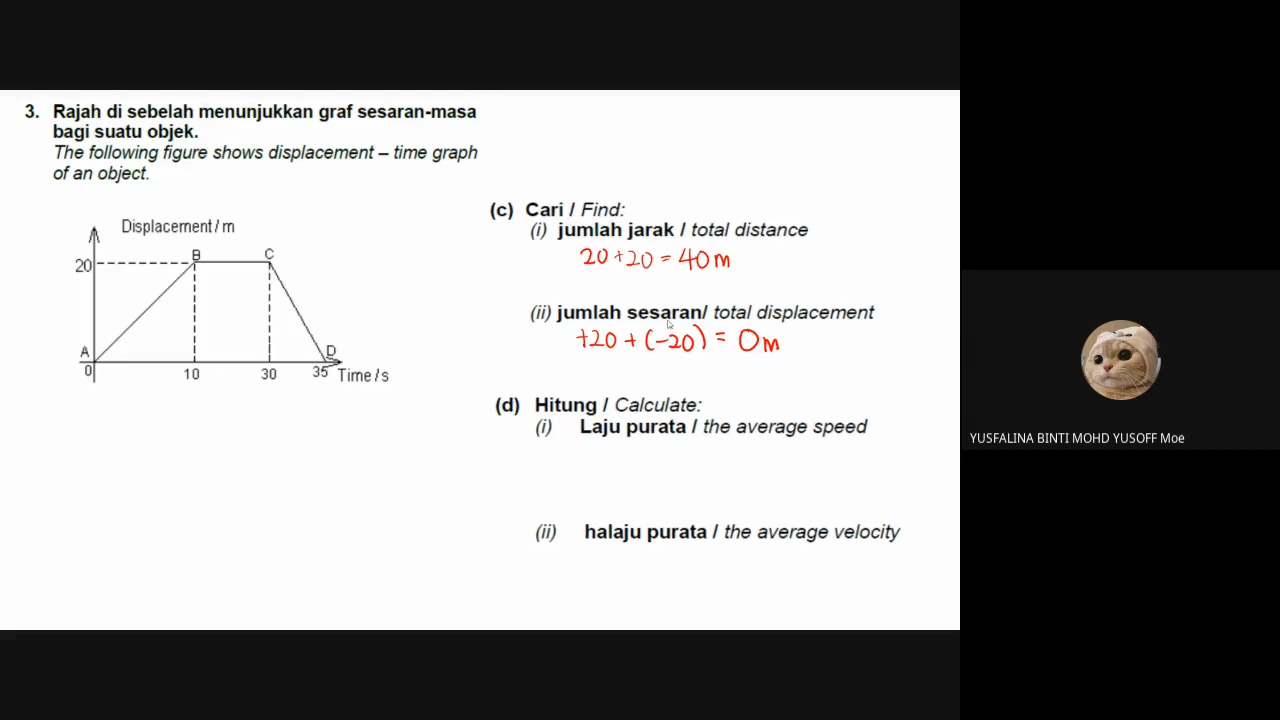 3. Rajah di sebelah menunjukkan graf sesaran-masa
bagi suatu objek.
The following figure shows displacement – time graph
of an object.
Displacement / m
20
A
B
C
D
0
10
30
35
Time / s
(c) Cari / Find:
(i) jumlah jarak / total distance
20 + 20 = 40 m
(ii) jumlah sesaran/ total displacement
+20 + (-20) = 0 m
(d) Hitung / Calculate:
(i) Laju purata / the average speed
(ii) halaju purata / the average velocity
YUSFALINA BINTI MOHD YUSOFF Moe